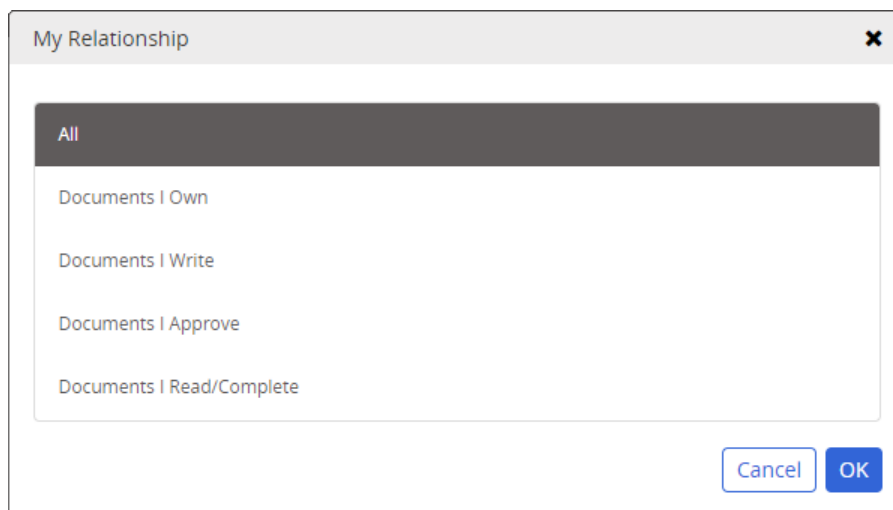 My Relationship
All
Documents I Own
Documents I Write
Documents I Approve
Documents I Read/Complete
Cancel OK